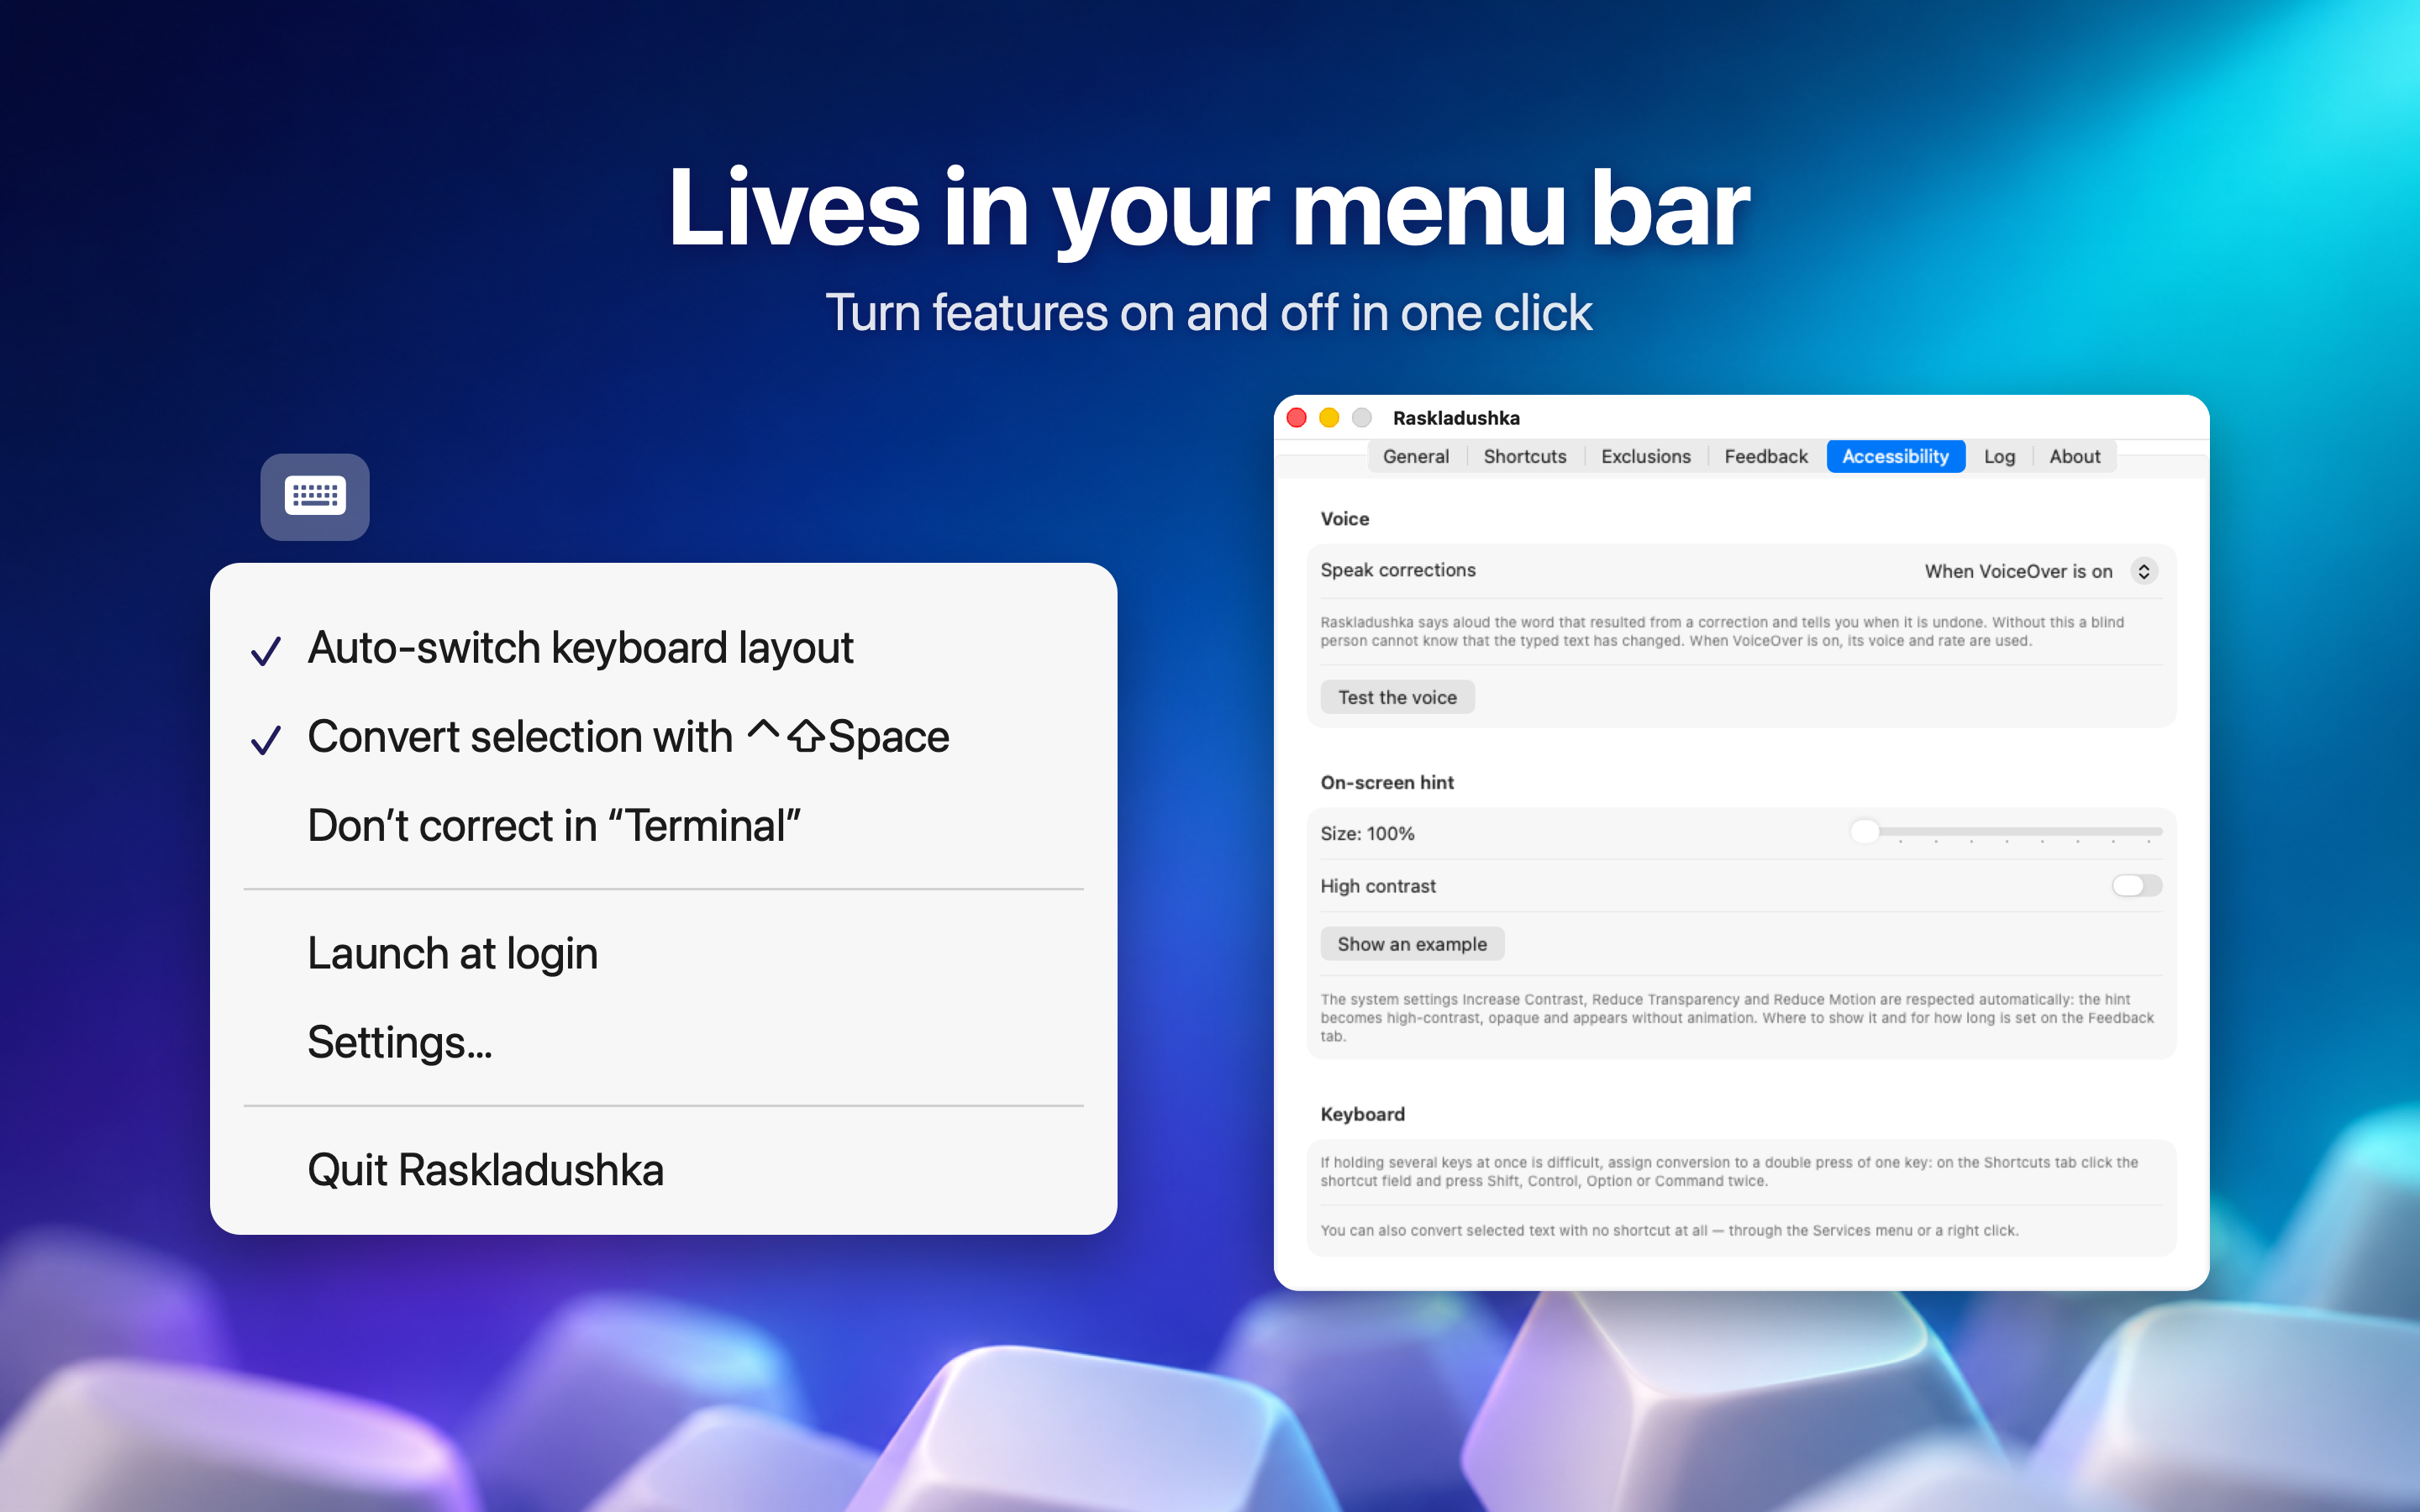 Lives in your menu bar
Turn features on and off in one click
Auto-switch keyboard layout
Convert selection with ⌃⇧Space
Don’t correct in “Terminal”
Launch at login
Settings...
Quit Raskladushka
Raskladushka
General Shortcuts Exclusions Feedback Accessibility Log About
Voice
Speak corrections When VoiceOver is on
Raskladushka says aloud the word that resulted from a correction and tells you when it is undone. Without this a blind
person cannot know that the typed text has changed. When VoiceOver is on, its voice and rate are used.
Test the voice
On-screen hint
Size: 100%
High contrast
Show an example
The system settings Increase Contrast, Reduce Transparency and Reduce Motion are respected automatically: the hint
becomes high-contrast, opaque and appears without animation. Where to show it and for how long is set on the Feedback
tab.
Keyboard
If holding several keys at once is difficult, assign conversion to a double press of one key: on the Shortcuts tab click the
shortcut field and press Shift, Control, Option or Command twice.
You can also convert selected text with no shortcut at all — through the Services menu or a right click.